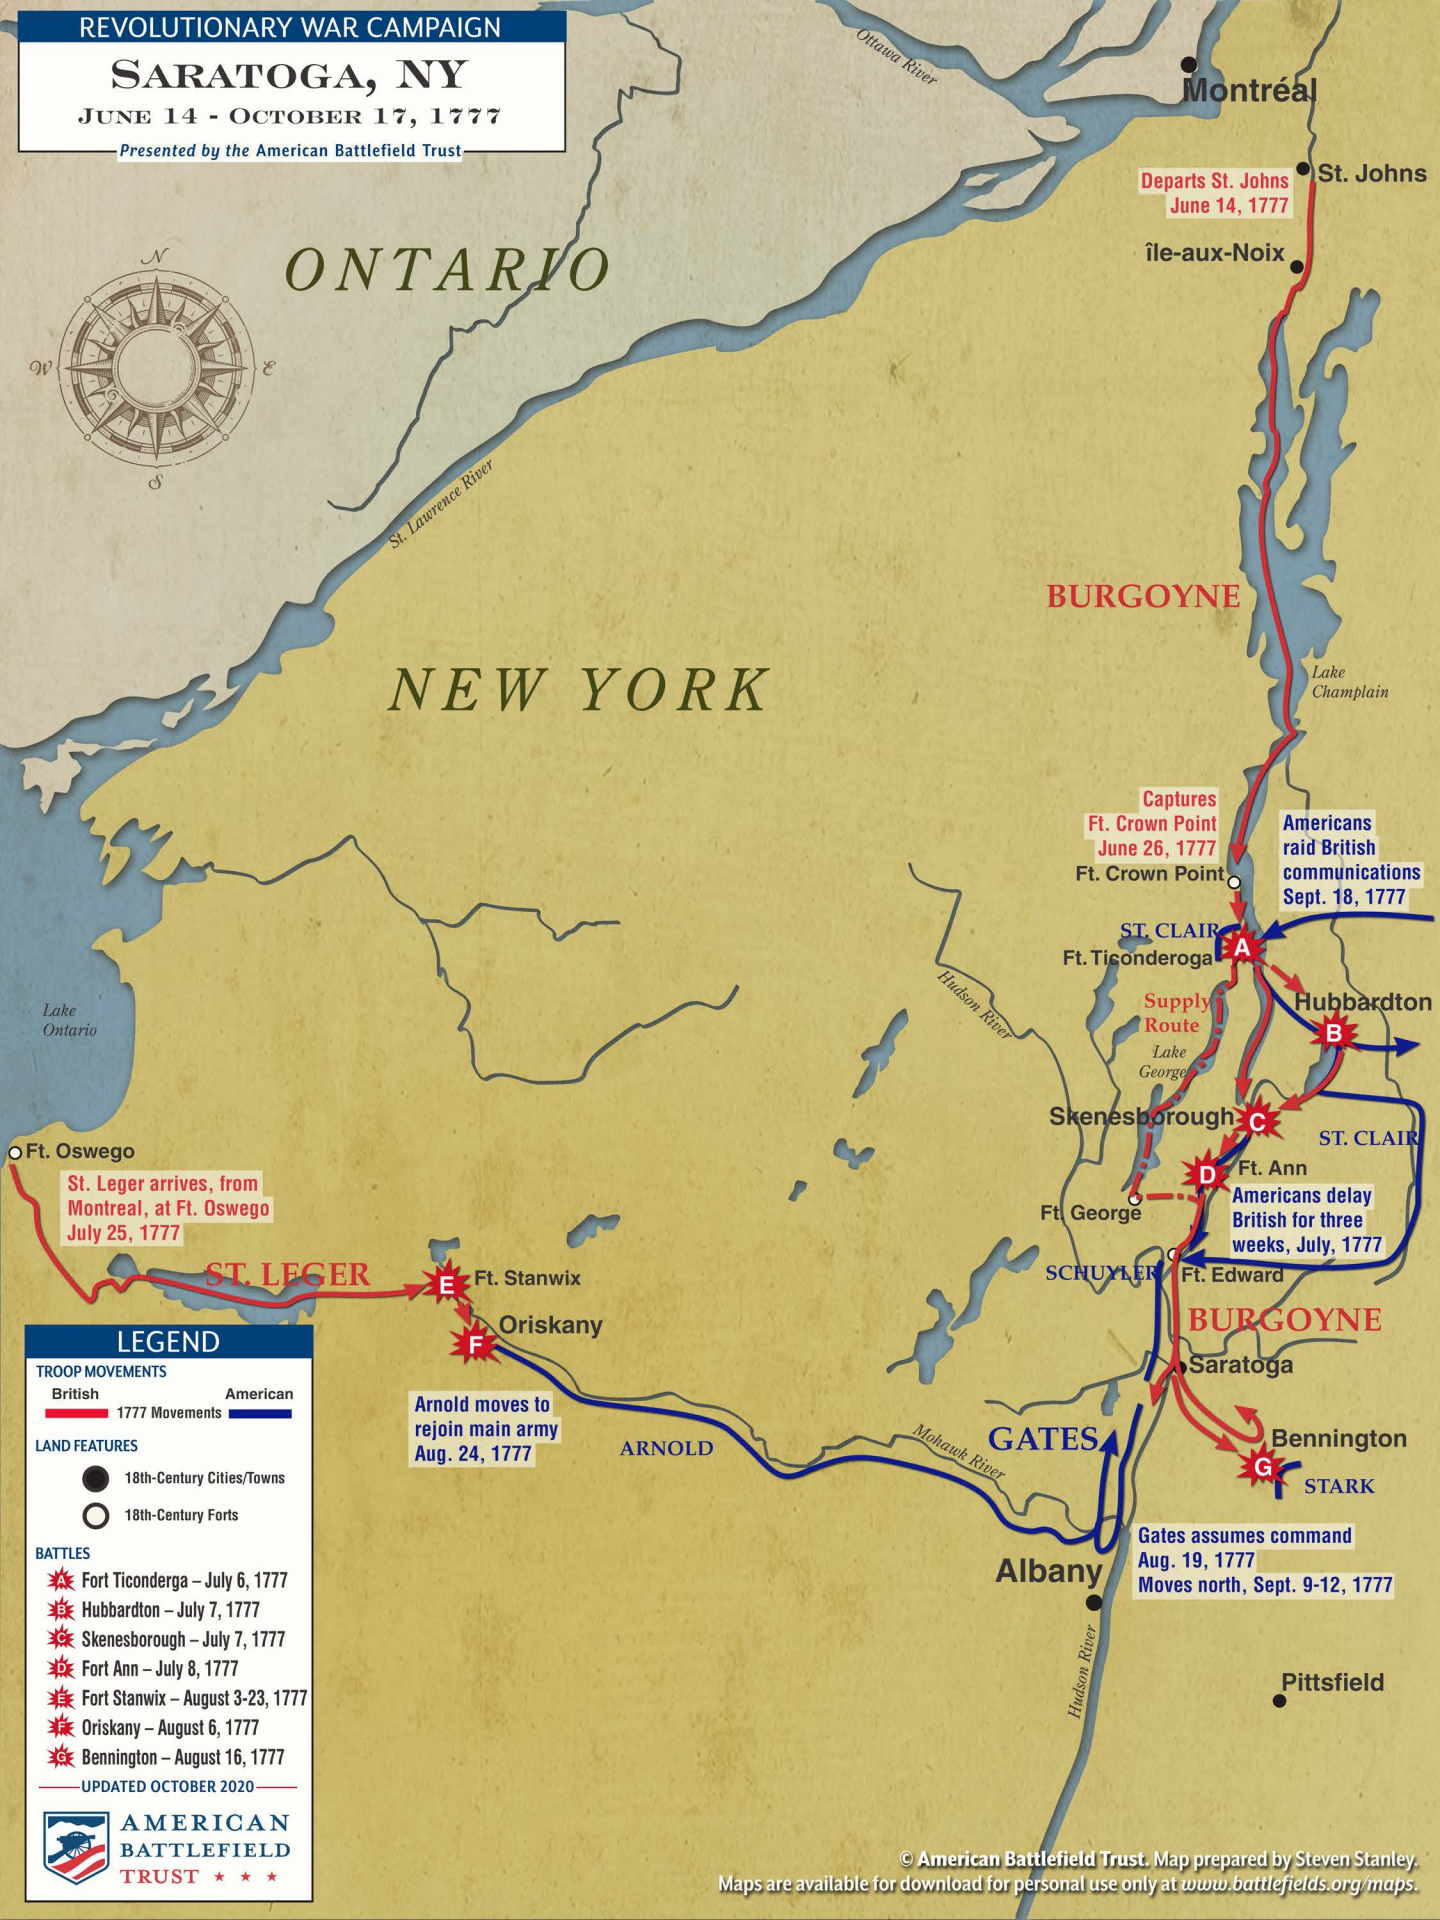 REVOLUTIONARY WAR CAMPAIGN
SARATOGA, NY
JUNE 14 - OCTOBER 17, 1777
Presented by the American Battlefield Trust
Ottawa River
Montréal
St. Johns
Departs St. Johns
June 14, 1777
île-aux-Noix
ONTARIO
N
W
E
S
St. Lawrence River
BURGOYNE
NEW YORK
Lake
Champlain
Captures
Ft. Crown Point
June 26, 1777
Ft. Crown Point
Americans
raid British
communications
Sept. 18, 1777
ST. CLAIR
A
Ft. Ticonderoga
Hudson River
Supply
Route
Hubbardton
B
Lake
Ontario
Lake
George
Skenesborough
C
ST. CLAIR
D
Ft. Ann
Ft. George
Americans delay
British for three
weeks, July, 1777
Ft. Oswego
St. Leger arrives, from
Montreal, at Ft. Oswego
July 25, 1777
ST. LEGER
E
Ft. Stanwix
SCHUYLER
Ft. Edward
BURGOYNE
F
Oriskany
Saratoga
Arnold moves to
rejoin main army
Aug. 24, 1777
ARNOLD
Mohawk River
GATES
Bennington
G
STARK
Gates assumes command
Aug. 19, 1777
Moves north, Sept. 9-12, 1777
Albany
Hudson River
Pittsfield
LEGEND
TROOP MOVEMENTS
British
American
1777 Movements
LAND FEATURES
18th-Century Cities/Towns
18th-Century Forts
BATTLES
A Fort Ticonderga – July 6, 1777
B Hubbardton – July 7, 1777
C Skenesborough – July 7, 1777
D Fort Ann – July 8, 1777
E Fort Stanwix – August 3-23, 1777
F Oriskany – August 6, 1777
G Bennington – August 16, 1777
UPDATED OCTOBER 2020
AMERICAN
BATTLEFIELD
TRUST
© American Battlefield Trust. Map prepared by Steven Stanley.
Maps are available for download for personal use only at www.battlefields.org/maps.